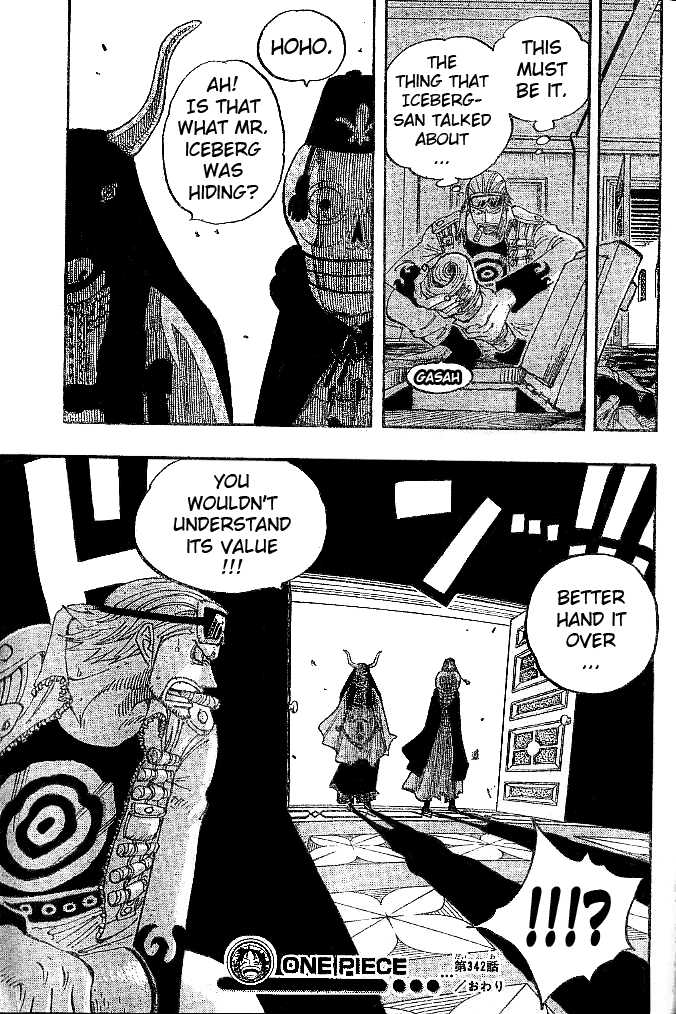 THIS
MUST
BE IT.
THE
THING THAT
ICEBERG-
SAN TALKED
ABOUT
...
GASAH
HOHO.
AH!
IS THAT
WHAT MR.
ICEBERG
WAS
HIDING?
BETTER
HAND IT
OVER
...
YOU
WOULDN'T
UNDERSTAND
ITS VALUE
!!!
!!!?
ONE PIECE
... 第342話
／おわり